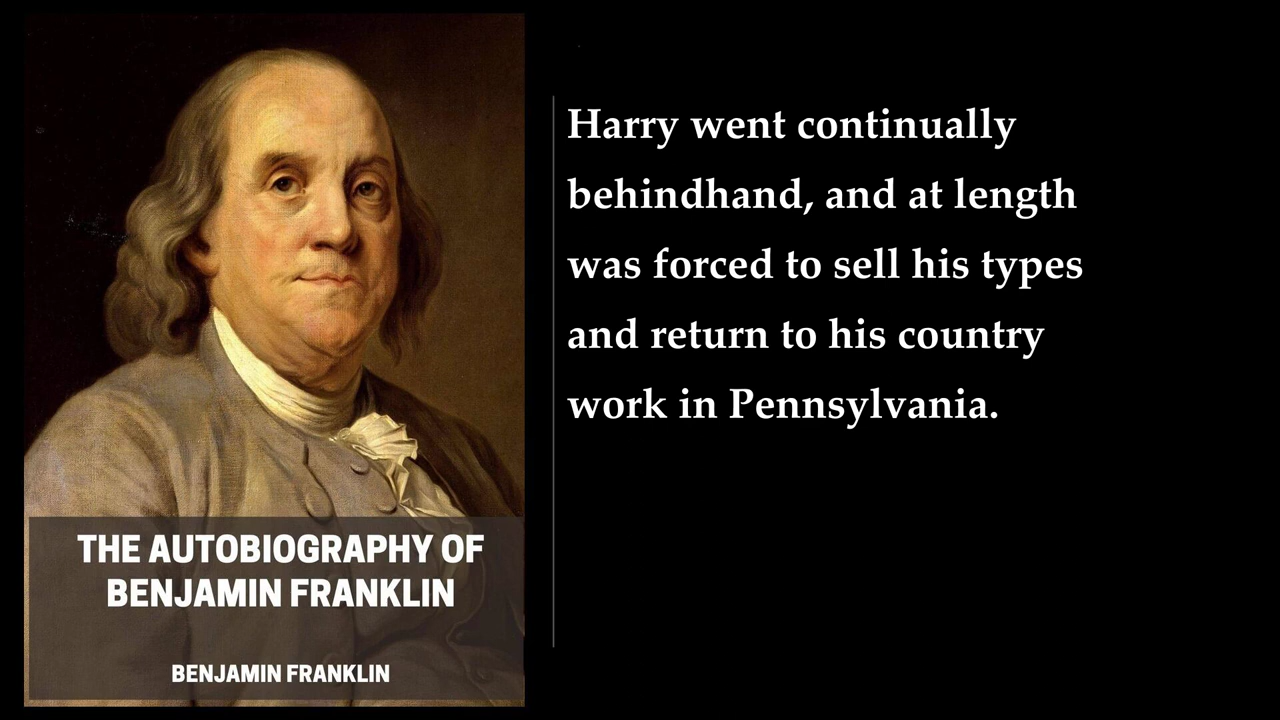 Harry went continually
behindhand, and at length
was forced to sell his types
and return to his country
work in Pennsylvania.
THE AUTOBIOGRAPHY OF
BENJAMIN FRANKLIN
BENJAMIN FRANKLIN